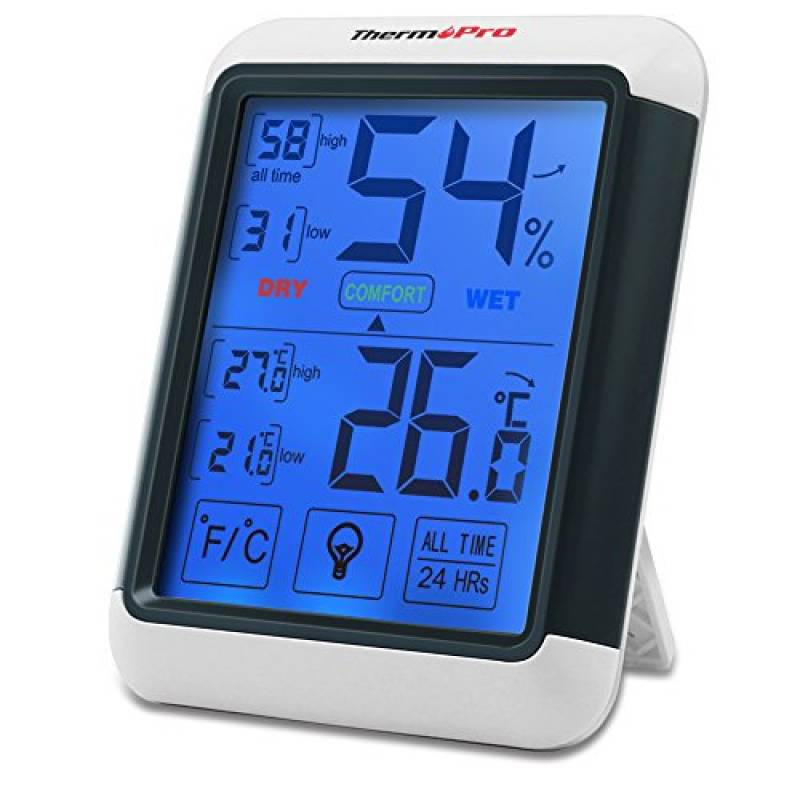 ThermoPro
58 high
all time
54 %
31 low
DRY COMFORT WET
27.0 °C high
26.0 °C
21.0 °C low
°F/°C
ALL TIME
24 HRs